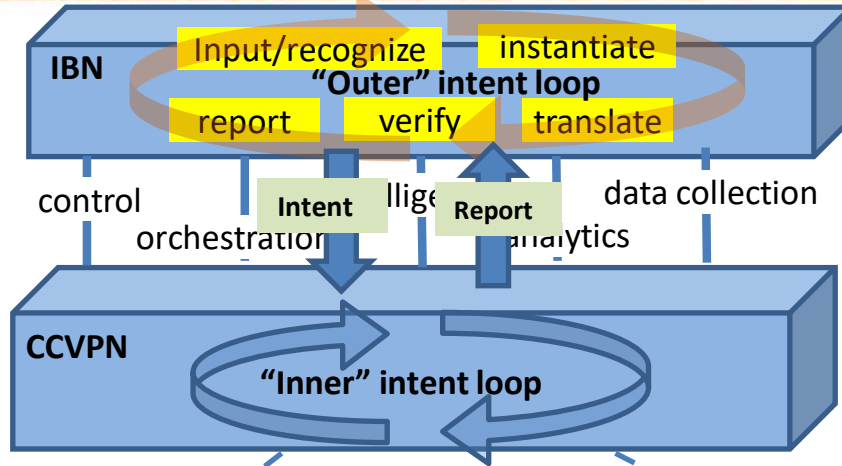 Input/recognize instantiate
IBN
“Outer” intent loop
report verify translate
control data collection
Intent Report
orchestration analytics
CCVPN
“Inner” intent loop